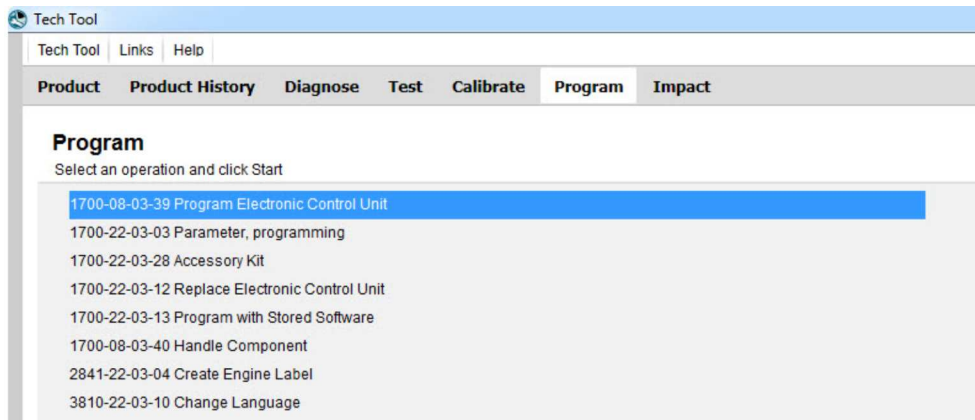 Tech Tool
Tech Tool Links Help
Product Product History Diagnose Test Calibrate Program Impact
Program
Select an operation and click Start
1700-08-03-39 Program Electronic Control Unit
1700-22-03-03 Parameter, programming
1700-22-03-28 Accessory Kit
1700-22-03-12 Replace Electronic Control Unit
1700-22-03-13 Program with Stored Software
1700-08-03-40 Handle Component
2841-22-03-04 Create Engine Label
3810-22-03-10 Change Language